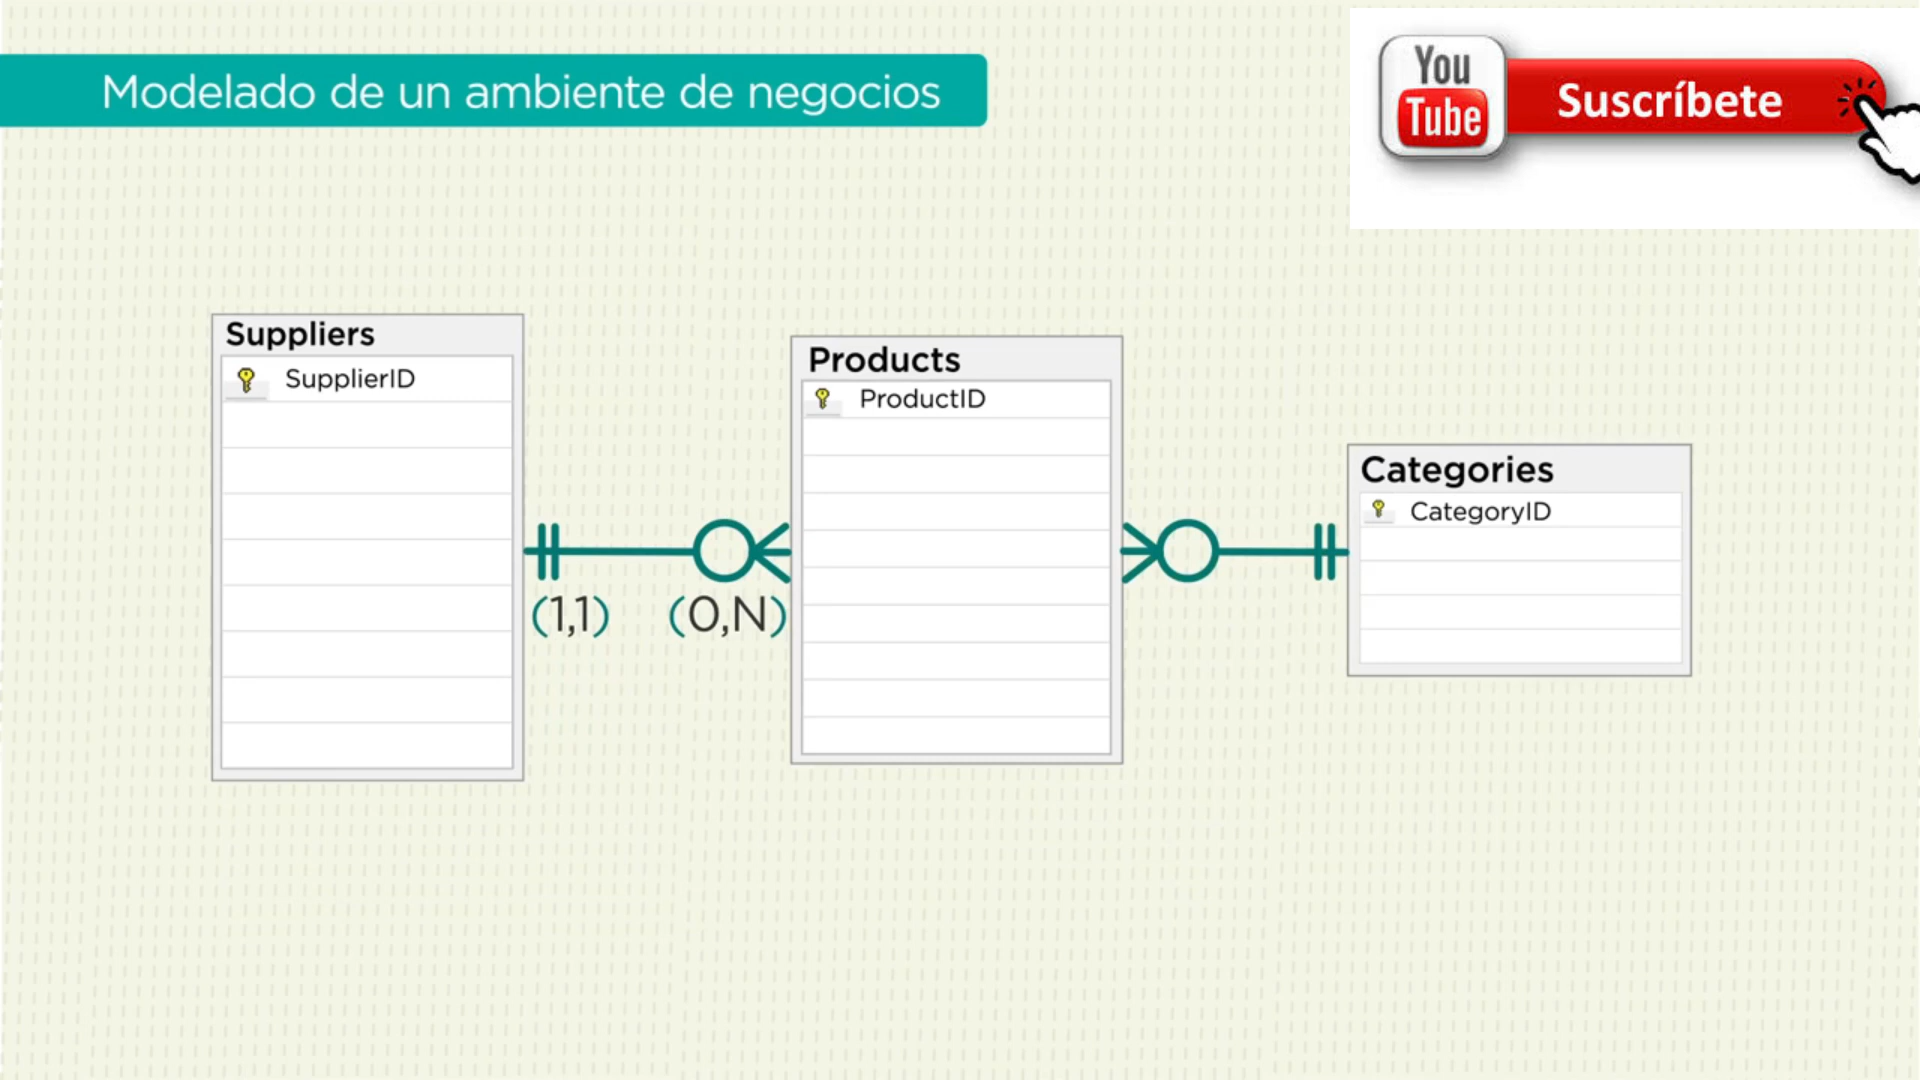 Modelado de un ambiente de negocios
You
Tube
Suscríbete
Suppliers
SupplierID
Products
ProductID
Categories
CategoryID
(1,1)
(0,N)